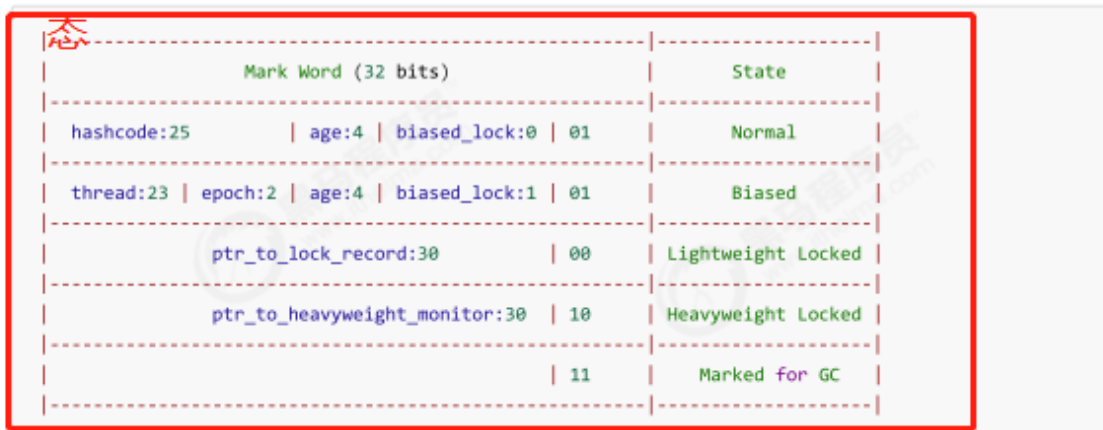 态
|--------------------------------------------------------|--------------------|
| Mark Word (32 bits) | State |
|--------------------------------------------------------|--------------------|
| hashcode:25 | age:4 | biased_lock:0 | 01 | Normal |
|--------------------------------------------------------|--------------------|
| thread:23 | epoch:2 | age:4 | biased_lock:1 | 01 | Biased |
|--------------------------------------------------------|--------------------|
| ptr_to_lock_record:30 | 00 | Lightweight Locked |
|--------------------------------------------------------|--------------------|
| ptr_to_heavyweight_monitor:30 | 10 | Heavyweight Locked |
|--------------------------------------------------------|--------------------|
| | 11 | Marked for GC |
|--------------------------------------------------------|--------------------|